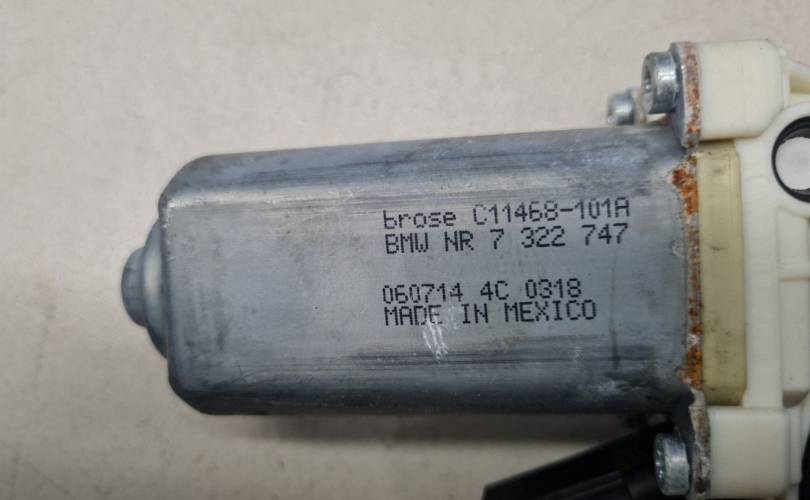 brose C11468-101A
BMW NR 7 322 747
060714 4C 0318
MADE IN MEXICO